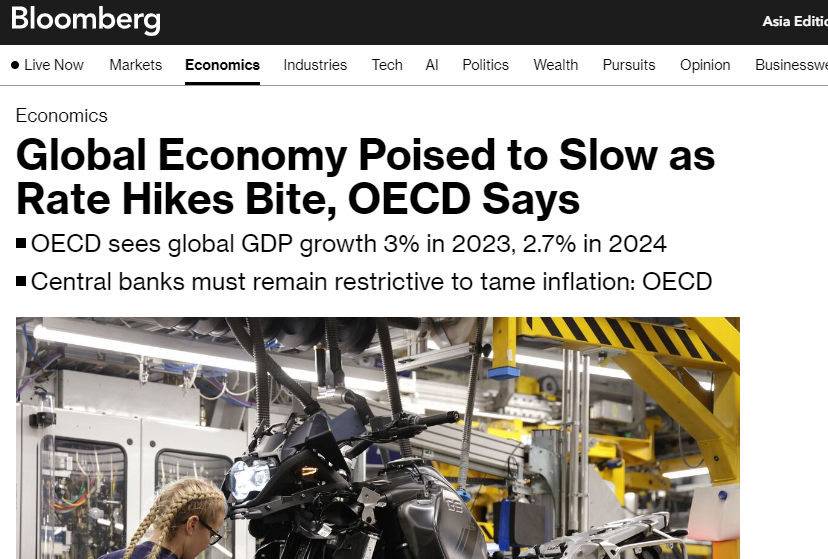 Bloomberg
Asia Editio
Live Now Markets Economics Industries Tech AI Politics Wealth Pursuits Opinion Businesswe
Economics
Global Economy Poised to Slow as
Rate Hikes Bite, OECD Says
OECD sees global GDP growth 3% in 2023, 2.7% in 2024
Central banks must remain restrictive to tame inflation: OECD
GS